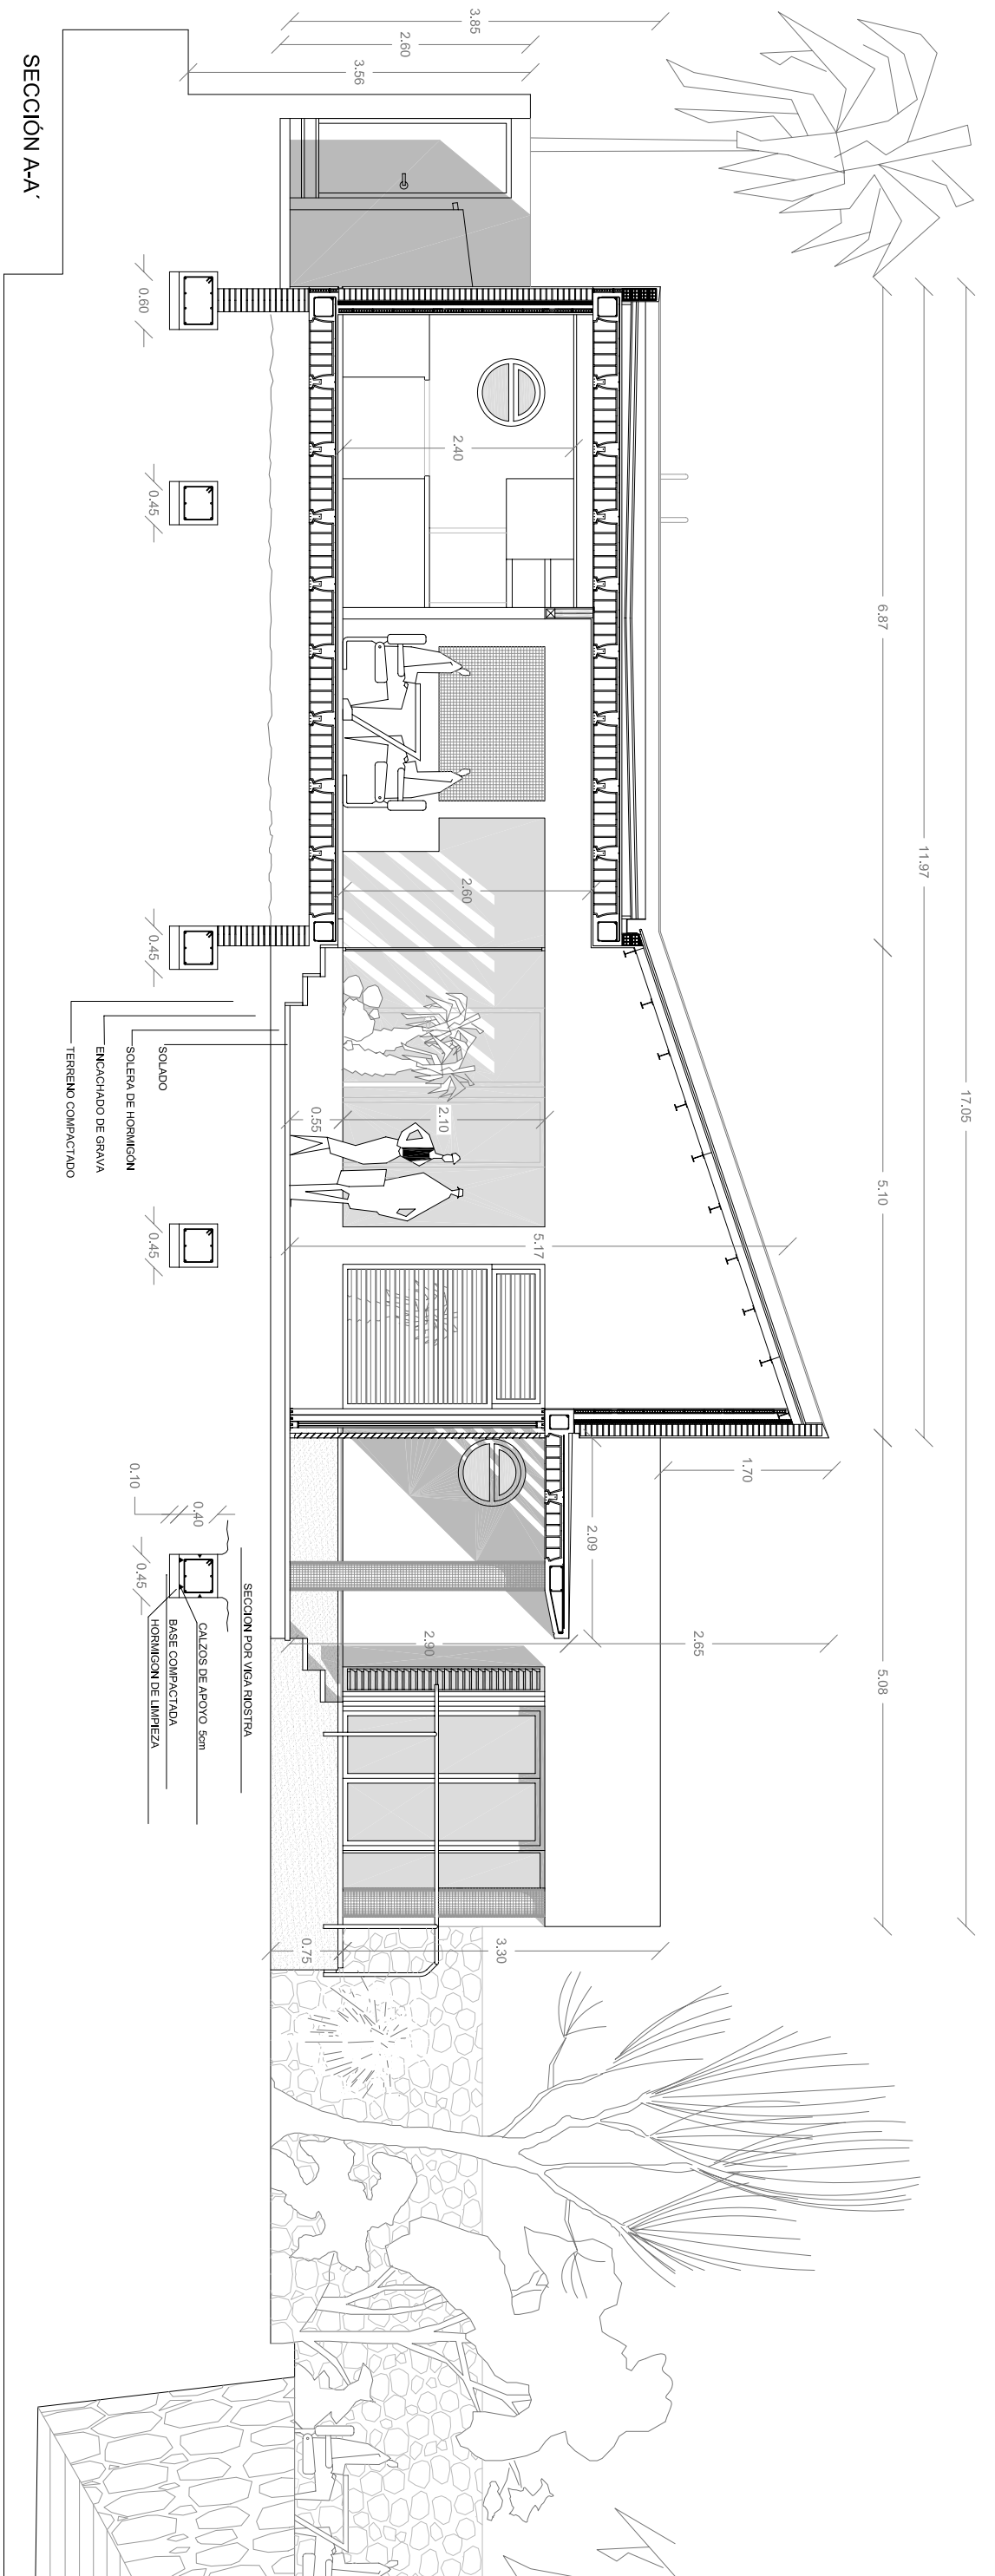 17.05
11.97
6.87
5.10
5.08
3.85
2.60
3.56
2.40
2.60
2.10
0.55
5.17
1.70
2.09
2.65
2.90
3.30
0.75
0.60
0.45
0.45
0.45
0.40
0.10
0.45
SOLADO
SOLERA DE HORMIGÓN
ENCACHADO DE GRAVA
TERRENO COMPACTADO
SECCION POR VIGA RIOSTRA
CALZOS DE APOYO 5cm
BASE COMPACTADA
HORMIGON DE LIMPIEZA
SECCIÓN A-A´